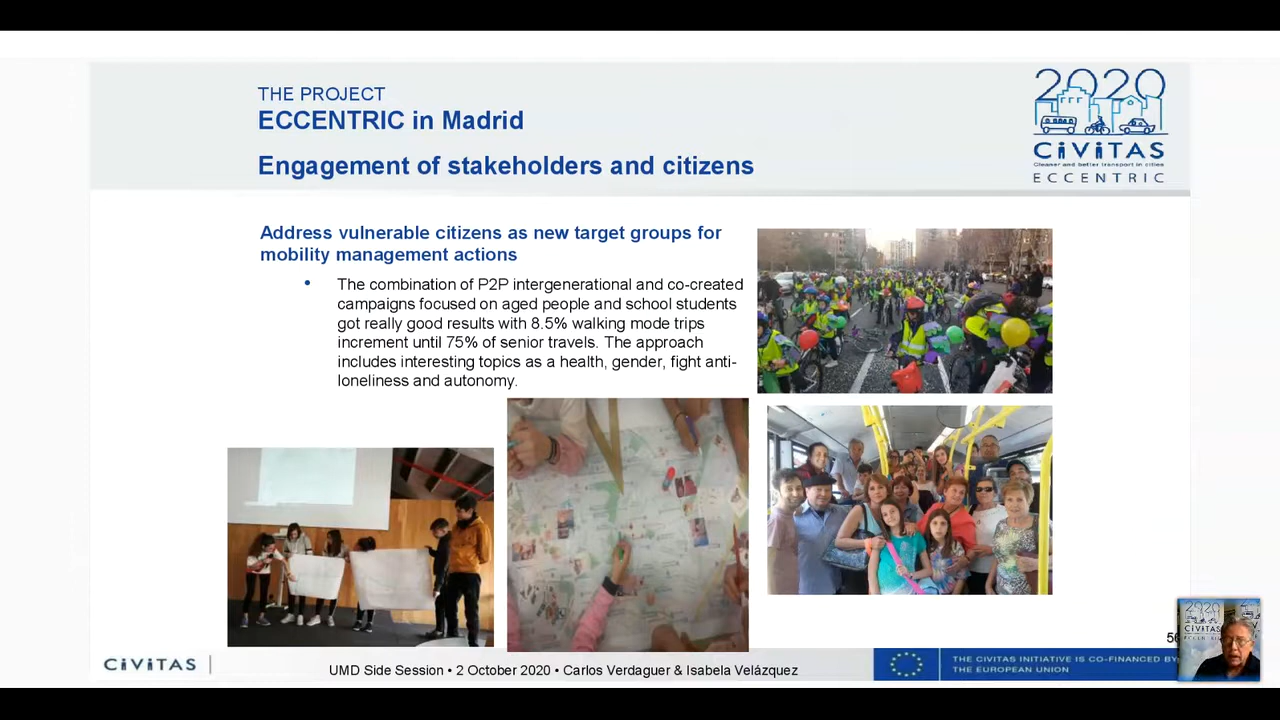 THE PROJECT
ECCENTRIC in Madrid
Engagement of stakeholders and citizens
2020
CiViTAS
Cleaner and better transport in cities
ECCENTRIC
Address vulnerable citizens as new target groups for
mobility management actions
• The combination of P2P intergenerational and co-created
campaigns focused on aged people and school students
got really good results with 8.5% walking mode trips
increment until 75% of senior travels. The approach
includes interesting topics as a health, gender, fight anti-
loneliness and autonomy.
56
CiViTAS
UMD Side Session • 2 October 2020 • Carlos Verdaguer & Isabela Velázquez
THE CIVITAS INITIATIVE IS CO-FINANCED BY
THE EUROPEAN UNION
2020
CiViTAS